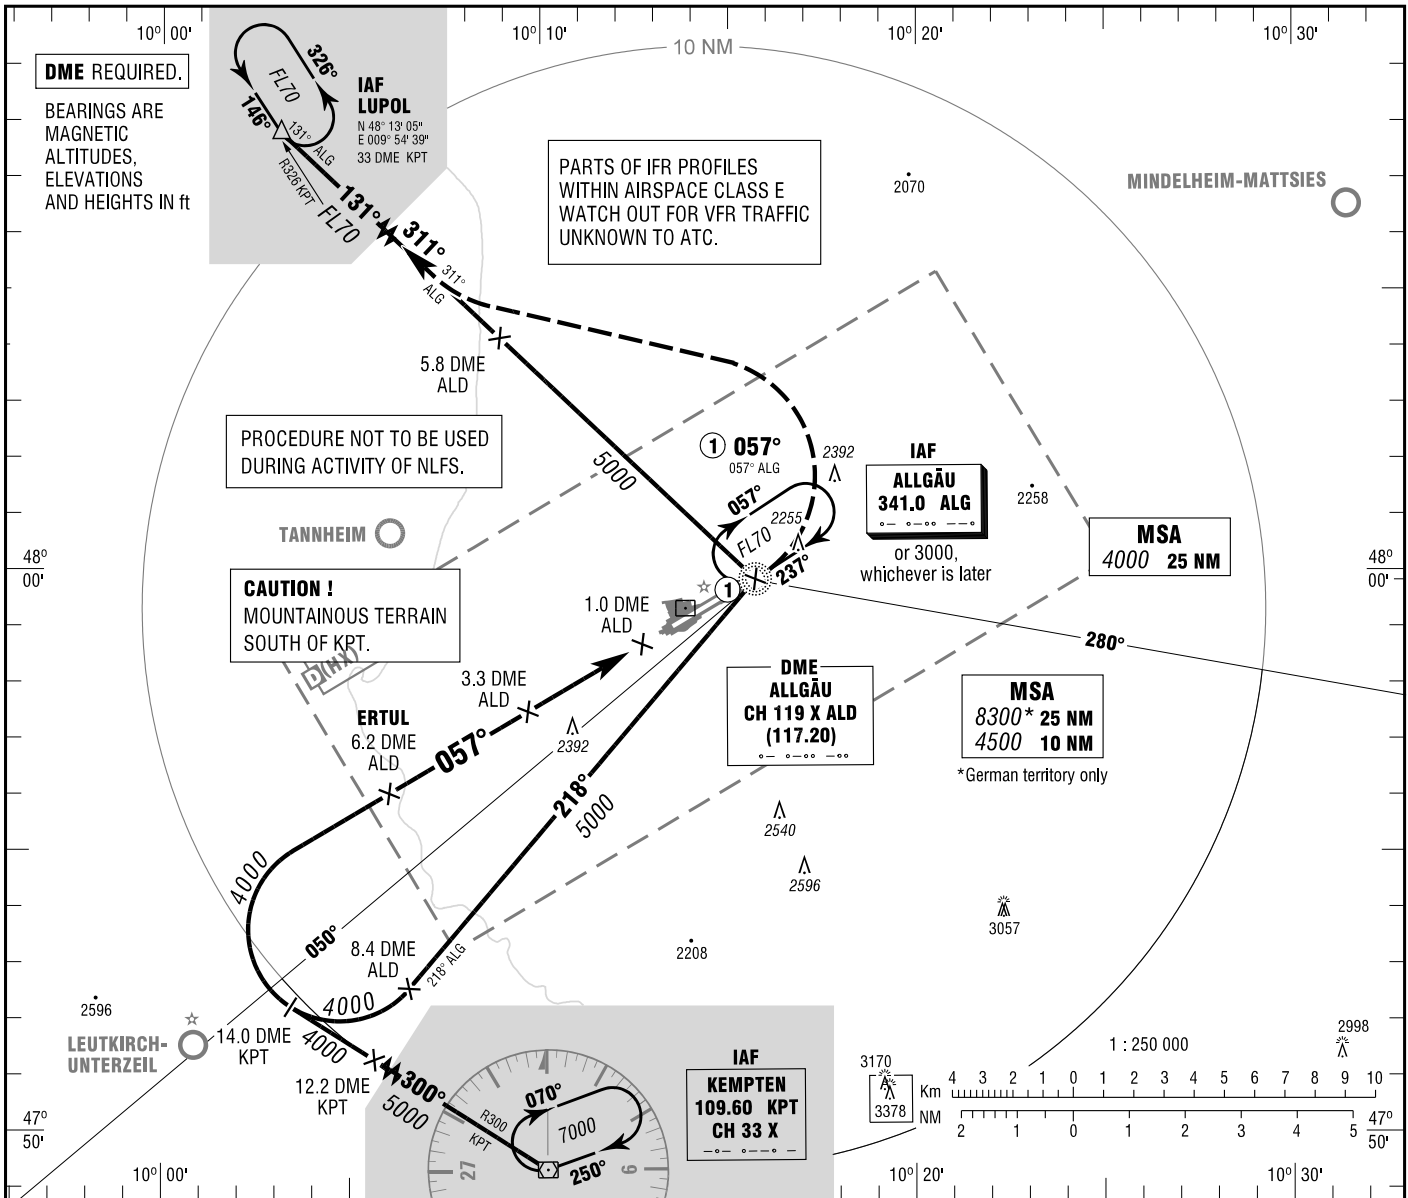 10° 00'
10° 10'
10° 20'
10° 30'
10 NM
DME REQUIRED.
BEARINGS ARE
MAGNETIC
ALTITUDES,
ELEVATIONS
AND HEIGHTS IN ft
326°
FL70
146°
131°
ALG
R326 KPT
IAF
LUPOL
N 48° 13' 05"
E 009° 54' 39"
33 DME KPT
131°
FL70
311°
311°
ALG
PARTS OF IFR PROFILES
WITHIN AIRSPACE CLASS E
WATCH OUT FOR VFR TRAFFIC
UNKNOWN TO ATC.
2070
MINDELHEIM-MATTSIES
5.8 DME
ALD
PROCEDURE NOT TO BE USED
DURING ACTIVITY OF NLFS.
5000
1 057°
057° ALG
2392
IAF
ALLGÄU
341.0 ALG
or 3000,
whichever is later
2258
057°
2255
FL70
237°
1
TANNHEIM
MSA
4000 25 NM
48°
00'
48°
00'
CAUTION !
MOUNTAINOUS TERRAIN
SOUTH OF KPT.
D(HX)
1.0 DME
ALD
280°
3.3 DME
ALD
DME
ALLGÄU
CH 119 X ALD
(117.20)
MSA
8300* 25 NM
4500 10 NM
*German territory only
ERTUL
6.2 DME
ALD
057°
2392
218°
5000
2540
2596
4000
3057
050°
8.4 DME
ALD
218° ALG
2208
2596
4000
14.0 DME
KPT
4000
LEUTKIRCH-
UNTERZEIL
12.2 DME
KPT
300°
5000
R300
KPT
070°
7000
250°
27
9
IAF
KEMPTEN
109.60 KPT
CH 33 X
3170
3378
2998
1 : 250 000
Km
4 3 2 1 0 1 2 3 4 5 6 7 8 9 10
NM
2 1 0 1 2 3 4 5
47°
50'
47°
50'
10° 00'
10° 20'
10° 30'